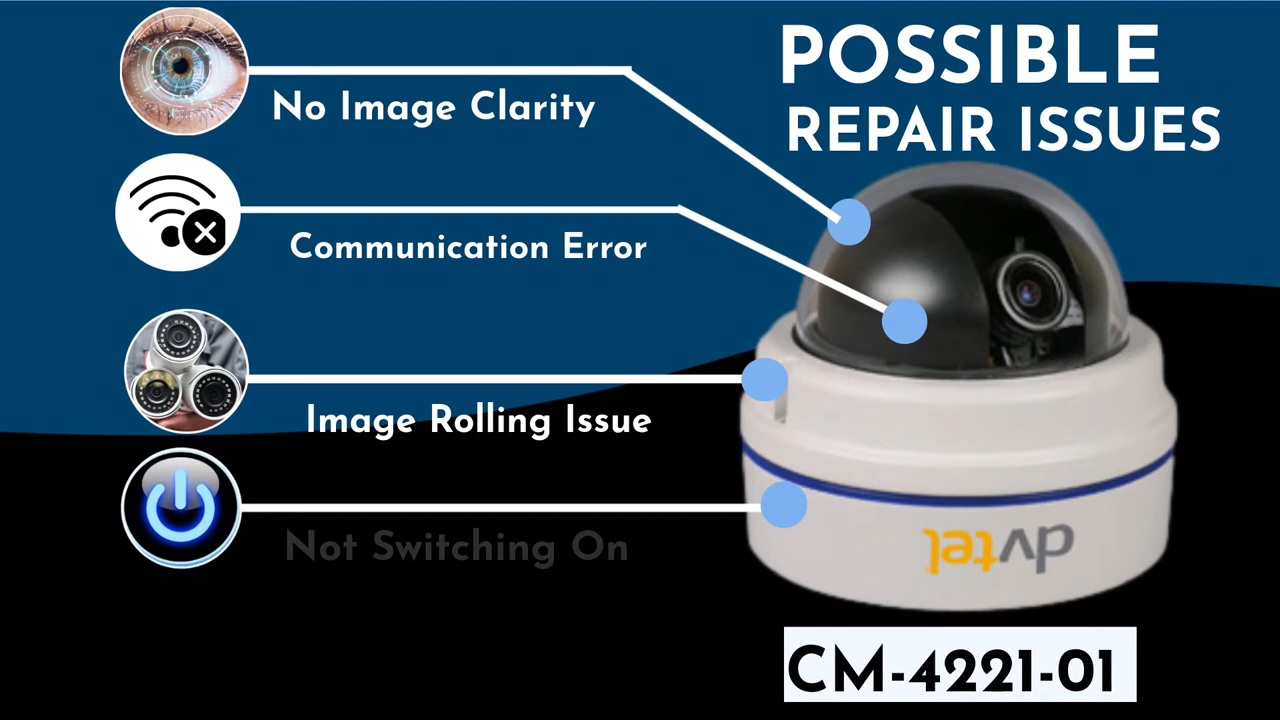 POSSIBLE
REPAIR ISSUES
No Image Clarity
Communication Error
Image Rolling Issue
Not Switching On
dvtel
CM-4221-01